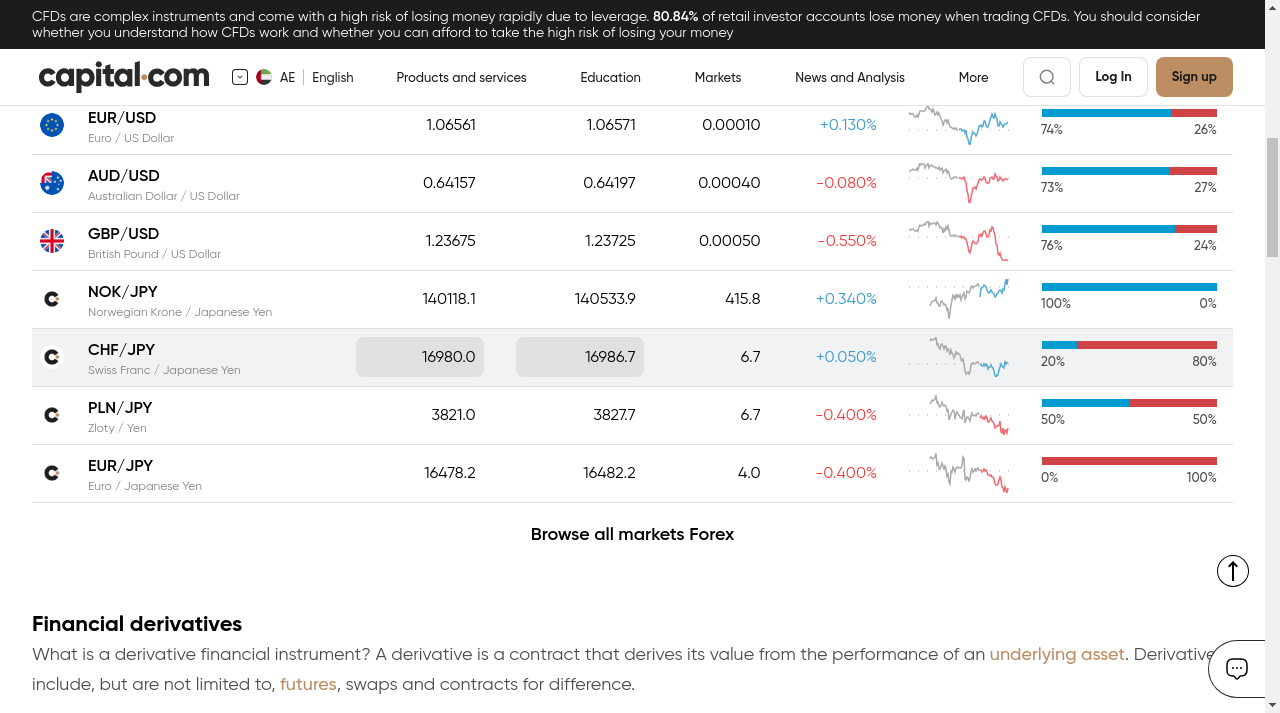 CFDs are complex instruments and come with a high risk of losing money rapidly due to leverage. 80.84% of retail investor accounts lose money when trading CFDs. You should consider
whether you understand how CFDs work and whether you can afford to take the high risk of losing your money
capital.com AE English Products and services Education Markets News and Analysis More Log In Sign up
EUR/USD 1.06561 1.06571 0.00010 +0.130%
Euro / US Dollar 74% 26%
AUD/USD 0.64157 0.64197 0.00040 -0.080%
Australian Dollar / US Dollar 73% 27%
GBP/USD 1.23675 1.23725 0.00050 -0.550%
British Pound / US Dollar 76% 24%
NOK/JPY 140118.1 140533.9 415.8 +0.340%
Norwegian Krone / Japanese Yen 100% 0%
CHF/JPY 16980.0 16986.7 6.7 +0.050%
Swiss Franc / Japanese Yen 20% 80%
PLN/JPY 3821.0 3827.7 6.7 -0.400%
Zloty / Yen 50% 50%
EUR/JPY 16478.2 16482.2 4.0 -0.400%
Euro / Japanese Yen 0% 100%
Browse all markets Forex
Financial derivatives
What is a derivative financial instrument? A derivative is a contract that derives its value from the performance of an underlying asset. Derivative
include, but are not limited to, futures, swaps and contracts for difference.